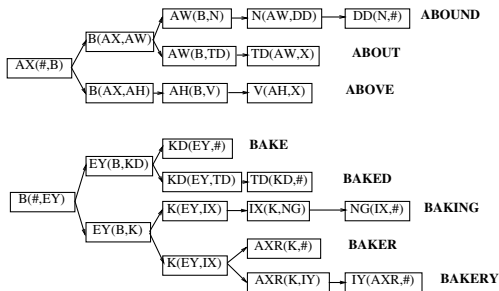 AW(B,N) N(AW,DD) DD(N,#) ABOUND
B(AX,AW)
AW(B,TD) TD(AW,X) ABOUT
AX(#,B)
B(AX,AH) AH(B,V) V(AH,X) ABOVE
KD(EY,#) BAKE
EY(B,KD)
KD(EY,TD) TD(KD,#) BAKED
B(#,EY)
K(EY,IX) IX(K,NG) NG(IX,#) BAKING
EY(B,K)
AXR(K,#) BAKER
K(EY,IX)
AXR(K,IY) IY(AXR,#) BAKERY